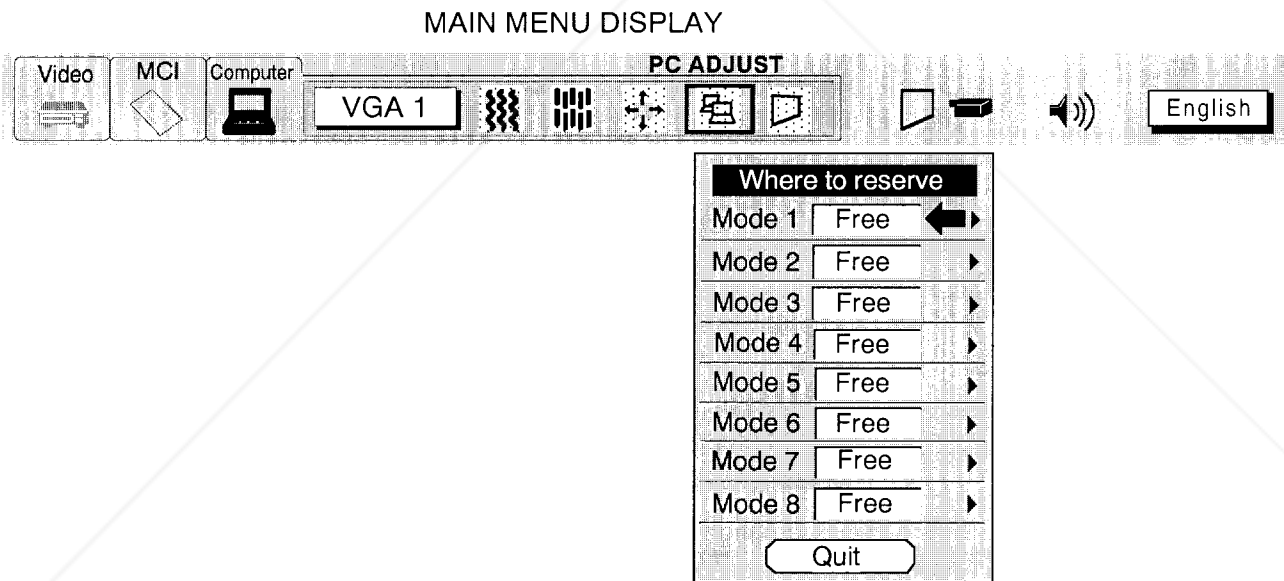 MAIN MENU DISPLAY
Video MCI Computer PC ADJUST
VGA 1 English
Where to reserve
Mode 1 Free
Mode 2 Free
Mode 3 Free
Mode 4 Free
Mode 5 Free
Mode 6 Free
Mode 7 Free
Mode 8 Free
Quit